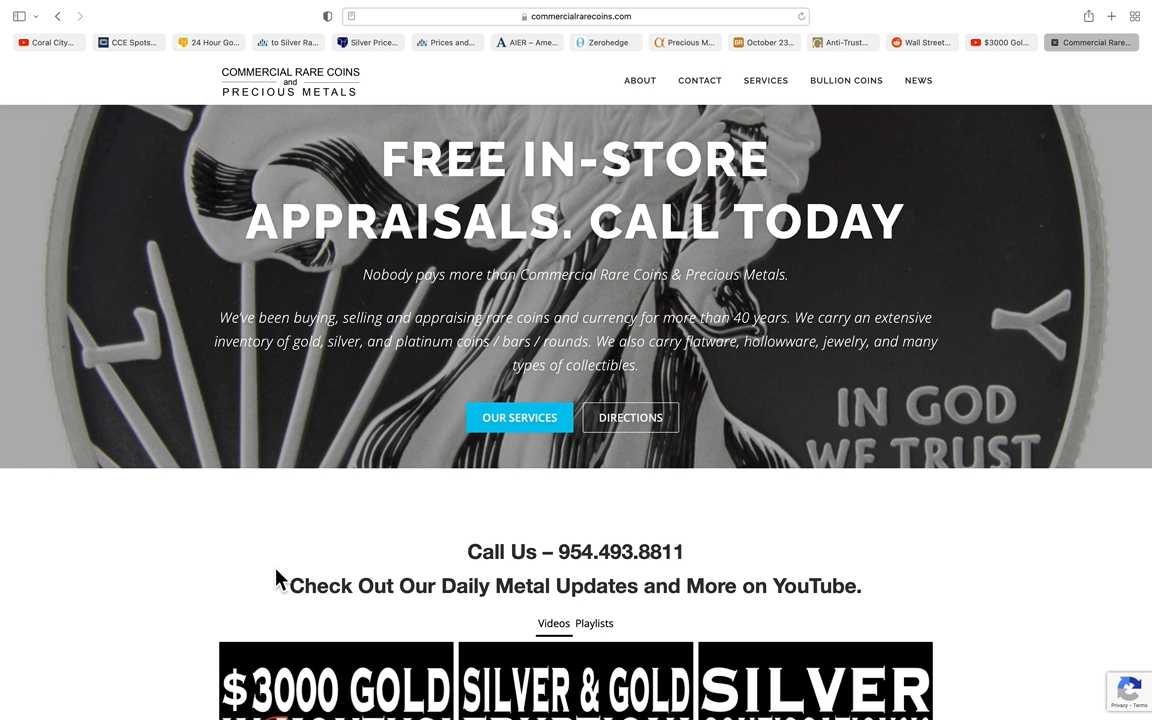 commercialrarecoins.com
Coral City...
CCE Spots...
24 Hour Go...
to Silver Ra...
Silver Price...
Prices and...
AIER – Ame...
Zerohedge
Precious M...
October 23...
Anti-Trust...
Wall Street...
$3000 Gol...
Commercial Rare...
COMMERCIAL RARE COINS
and
PRECIOUS METALS
ABOUT CONTACT SERVICES BULLION COINS NEWS
FREE IN-STORE
APPRAISALS. CALL TODAY
Nobody pays more than Commercial Rare Coins & Precious Metals.
We've been buying, selling and appraising rare coins and currency for more than 40 years. We carry an extensive
inventory of gold, silver, and platinum coins / bars / rounds. We also carry flatware, hollowware, jewelry, and many
types of collectibles.
OUR SERVICES DIRECTIONS
L
Y
IN GOD
WE TRUST
Call Us – 954.493.8811
Check Out Our Daily Metal Updates and More on YouTube.
Videos Playlists
$3000 GOLD
SILVER & GOLD
SILVER
Privacy - Terms